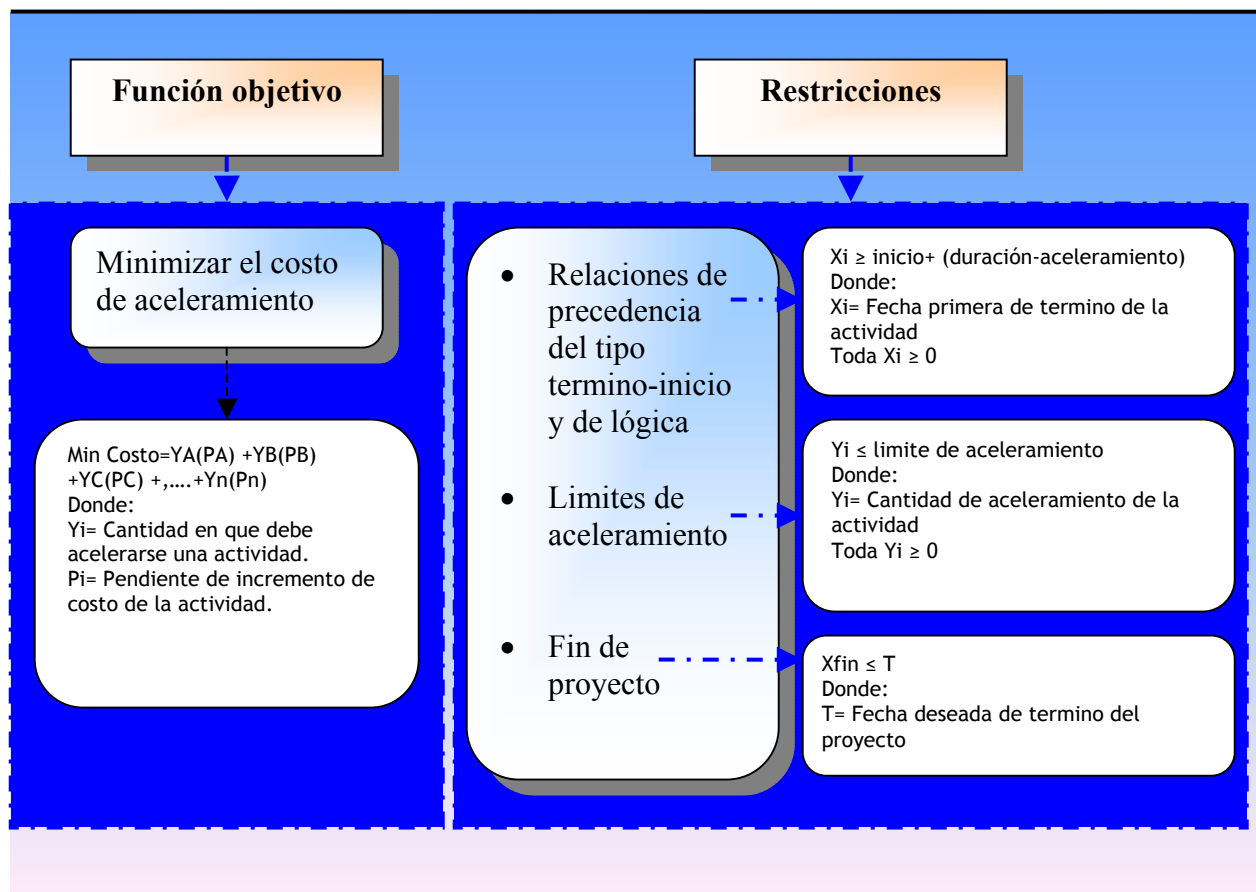 Función objetivo
Minimizar el costo
de aceleramiento
Min Costo=YA(PA) +YB(PB)
+YC(PC) +,....+Yn(Pn)
Donde:
Yi= Cantidad en que debe
acelerarse una actividad.
Pi= Pendiente de incremento de
costo de la actividad.
Restricciones
• Relaciones de
precedencia
del tipo
termino-inicio
y de lógica
• Limites de
aceleramiento
• Fin de
proyecto
Xi ≥ inicio+ (duración-aceleramiento)
Donde:
Xi= Fecha primera de termino de la
actividad
Toda Xi ≥ 0
Yi ≤ limite de aceleramiento
Donde:
Yi= Cantidad de aceleramiento de la
actividad
Toda Yi ≥ 0
Xfin ≤ T
Donde:
T= Fecha deseada de termino del
proyecto